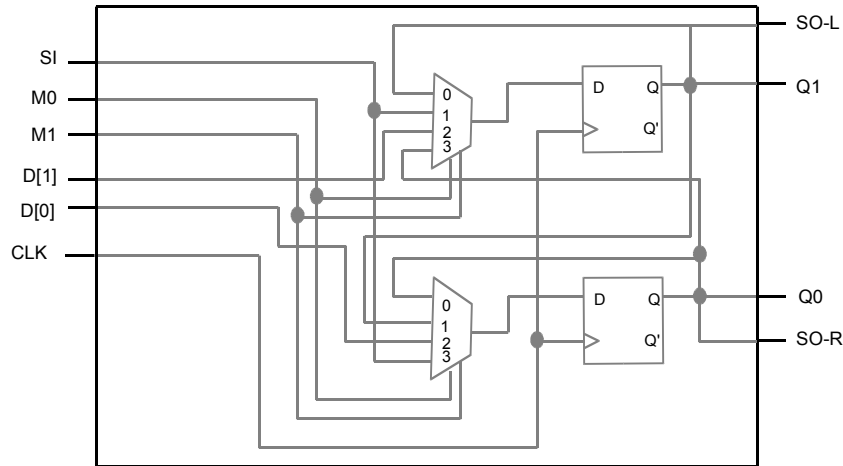 SO-L
SI
M0
M1
D[1]
D[0]
CLK
0
1
2
3
D Q
Q'
Q1
0
1
2
3
D Q
Q'
Q0
SO-R